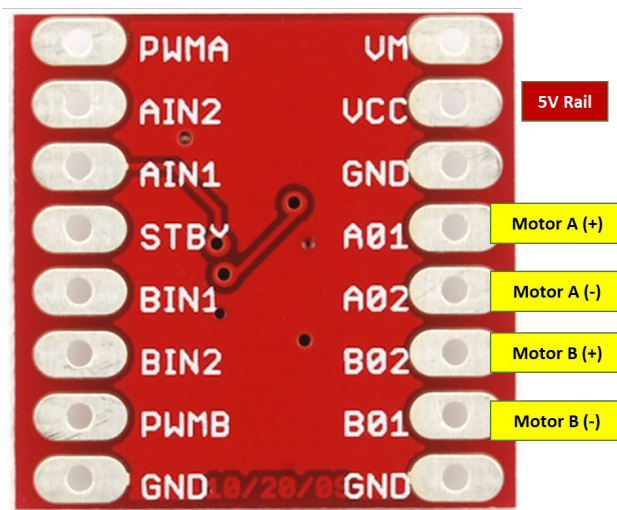 PWMA VM
AIN2 VCC 5V Rail
AIN1 GND
STBY A01 Motor A (+)
BIN1 A02 Motor A (-)
BIN2 B02 Motor B (+)
PWMB B01 Motor B (-)
GND 10/20/09 GND